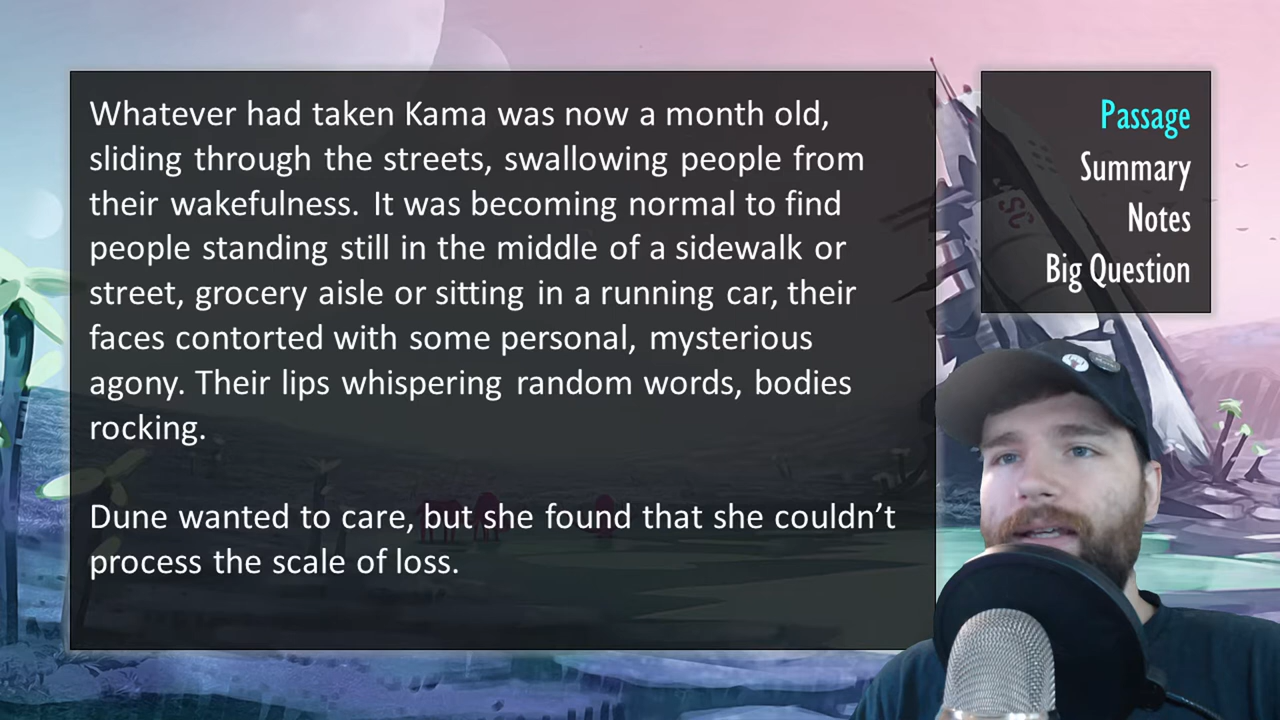 Whatever had taken Kama was now a month old,
sliding through the streets, swallowing people from
their wakefulness. It was becoming normal to find
people standing still in the middle of a sidewalk or
street, grocery aisle or sitting in a running car, their
faces contorted with some personal, mysterious
agony. Their lips whispering random words, bodies
rocking.
Dune wanted to care, but she found that she couldn’t
process the scale of loss.
Passage
Summary
Notes
Big Question